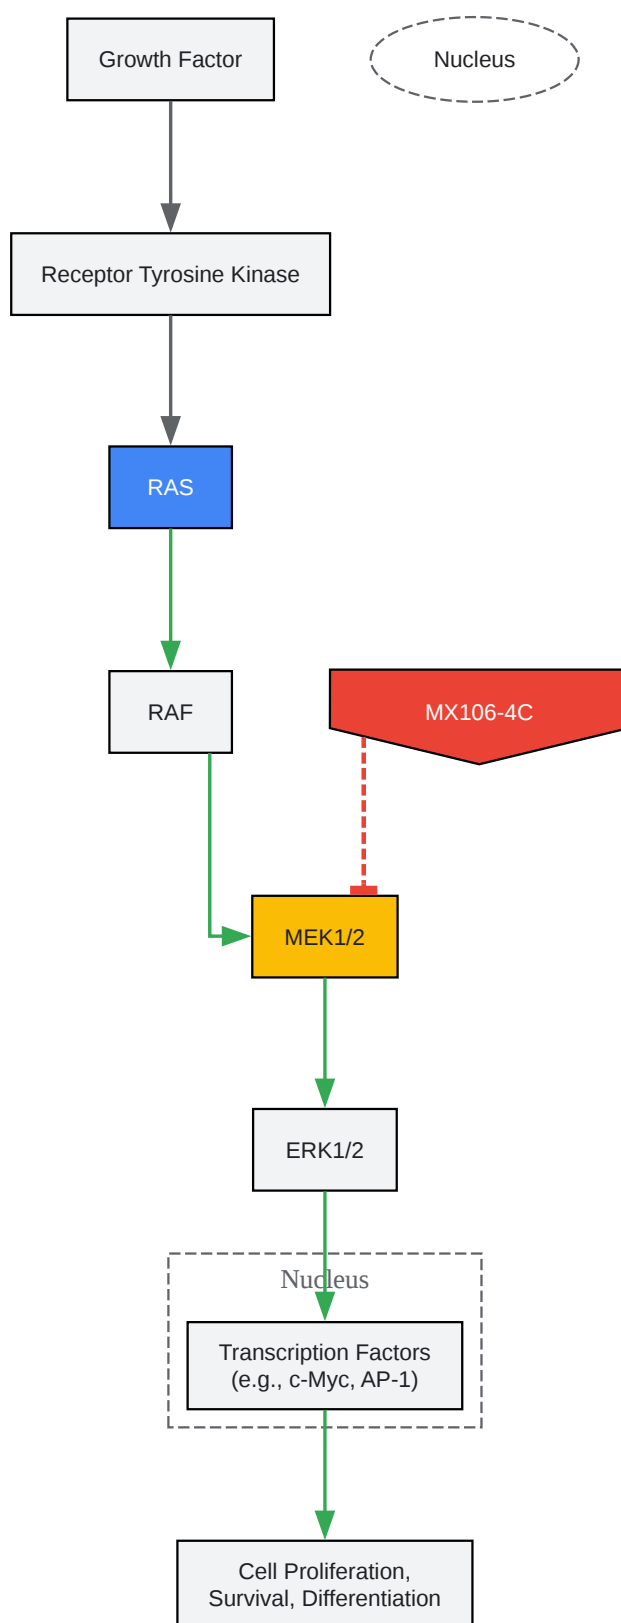 Growth Factor
Nucleus
Receptor Tyrosine Kinase
RAS
RAF
MX106-4C
MEK1/2
ERK1/2
Nucleus
Transcription Factors
(e.g., c-Myc, AP-1)
Cell Proliferation,
Survival, Differentiation